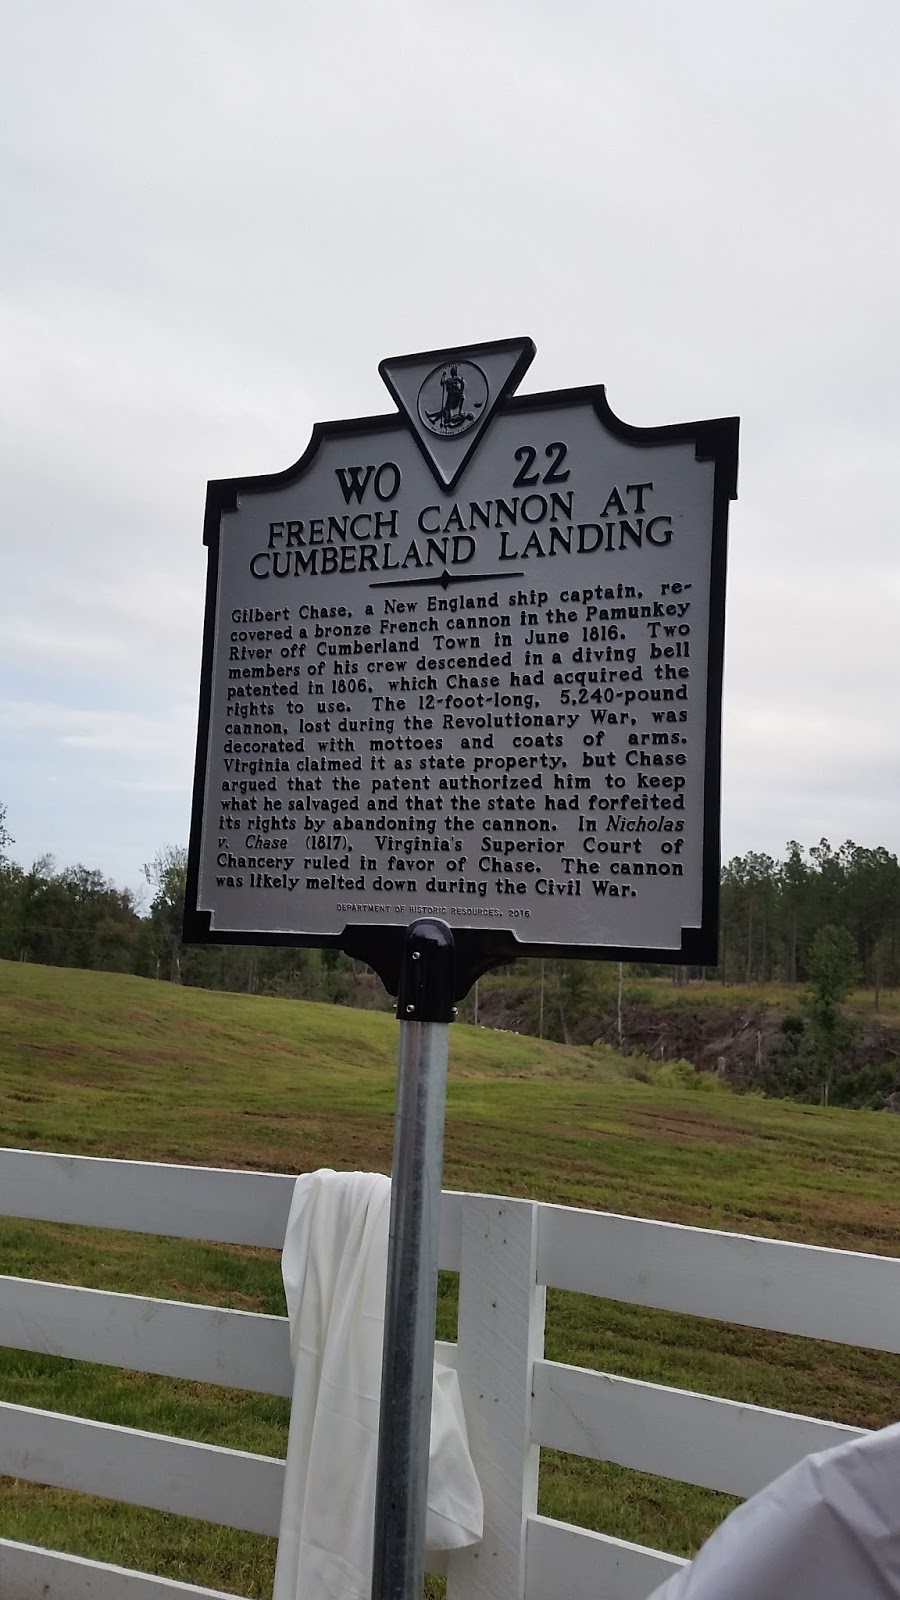 WO 22
FRENCH CANNON AT
CUMBERLAND LANDING
Gilbert Chase, a New England ship captain, re-
covered a bronze French cannon in the Pamunkey
River off Cumberland Town in June 1816. Two
members of his crew descended in a diving bell
patented in 1806, which Chase had acquired the
rights to use. The 12-foot-long, 5,240-pound
cannon, lost during the Revolutionary War, was
decorated with mottoes and coats of arms.
Virginia claimed it as state property, but Chase
argued that the patent authorized him to keep
what he salvaged and that the state had forfeited
its rights by abandoning the cannon. In Nicholas
v. Chase (1817), Virginia's Superior Court of
Chancery ruled in favor of Chase. The cannon
was likely melted down during the Civil War.
DEPARTMENT OF HISTORIC RESOURCES, 2016